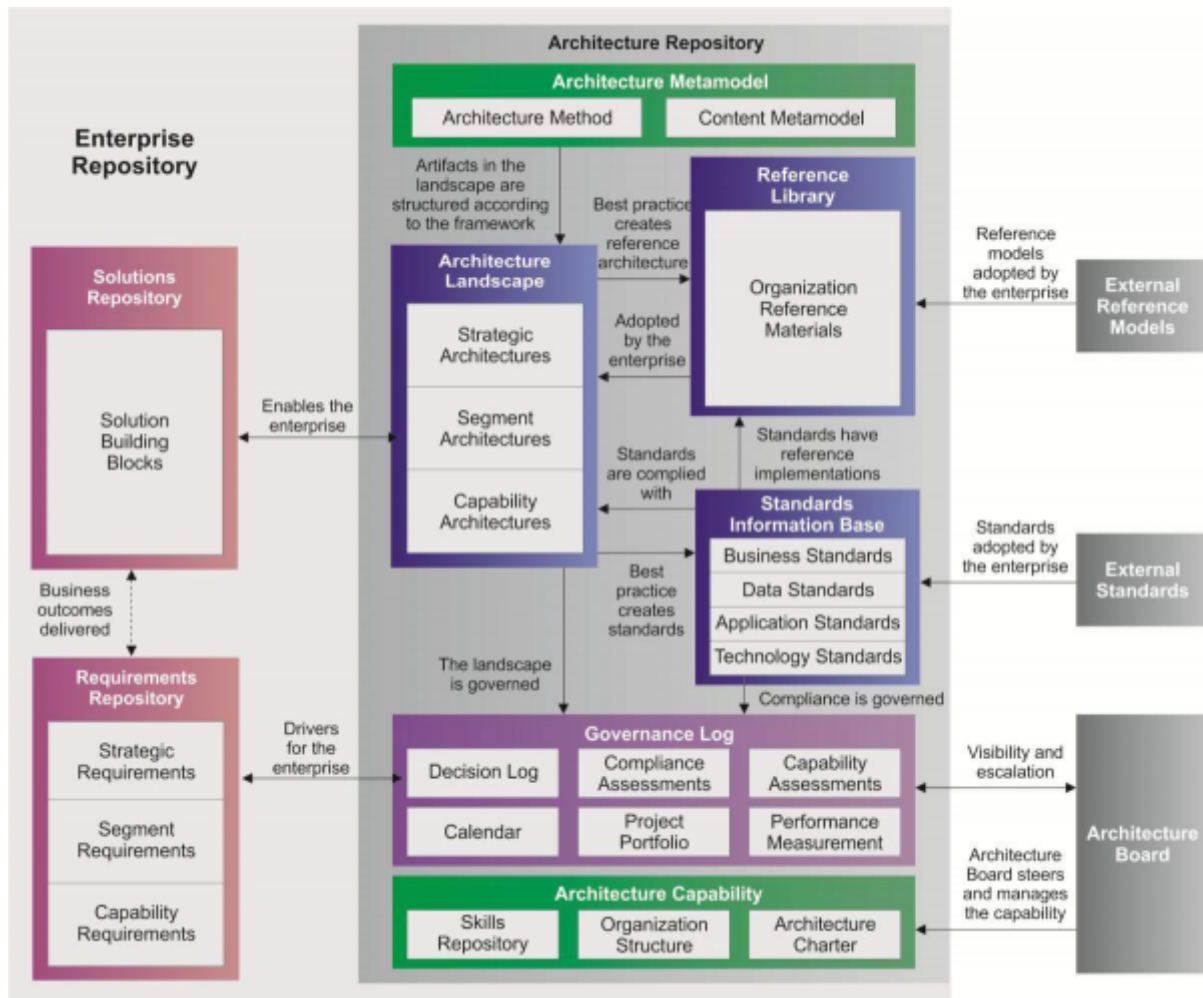 Architecture Repository
Architecture Metamodel
Architecture Method
Content Metamodel
Enterprise
Repository
Artifacts in the
landscape are
structured according
to the framework
Best practice
creates
reference
architecture
Reference
Library
Organization
Reference
Materials
Reference
models
adopted by
the enterprise
External
Reference
Models
Solutions
Repository
Solution
Building
Blocks
Enables the
enterprise
Architecture
Landscape
Strategic
Architectures
Segment
Architectures
Capability
Architectures
Adopted
by the
enterprise
Standards have
reference
implementations
Standards
are complied
with
Standards
Information Base
Business Standards
Data Standards
Application Standards
Technology Standards
Standards
adopted by
the enterprise
External
Standards
Best
practice
creates
standards
Business
outcomes
delivered
The landscape
is governed
Compliance is governed
Requirements
Repository
Strategic
Requirements
Segment
Requirements
Capability
Requirements
Drivers
for the
enterprise
Governance Log
Decision Log
Compliance
Assessments
Capability
Assessments
Calendar
Project
Portfolio
Performance
Measurement
Visibility and
escalation
Architecture
Board
Architecture
Board steers
and manages
the capability
Architecture Capability
Skills
Repository
Organization
Structure
Architecture
Charter